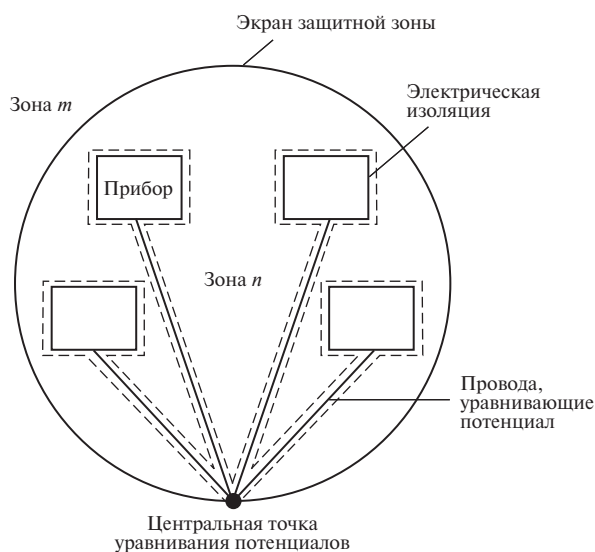 Экран защитной зоны
Зона m
Электрическая
изоляция
Прибор
Зона n
Провода,
уравнивающие
потенциал
Центральная точка
уравнивания потенциалов